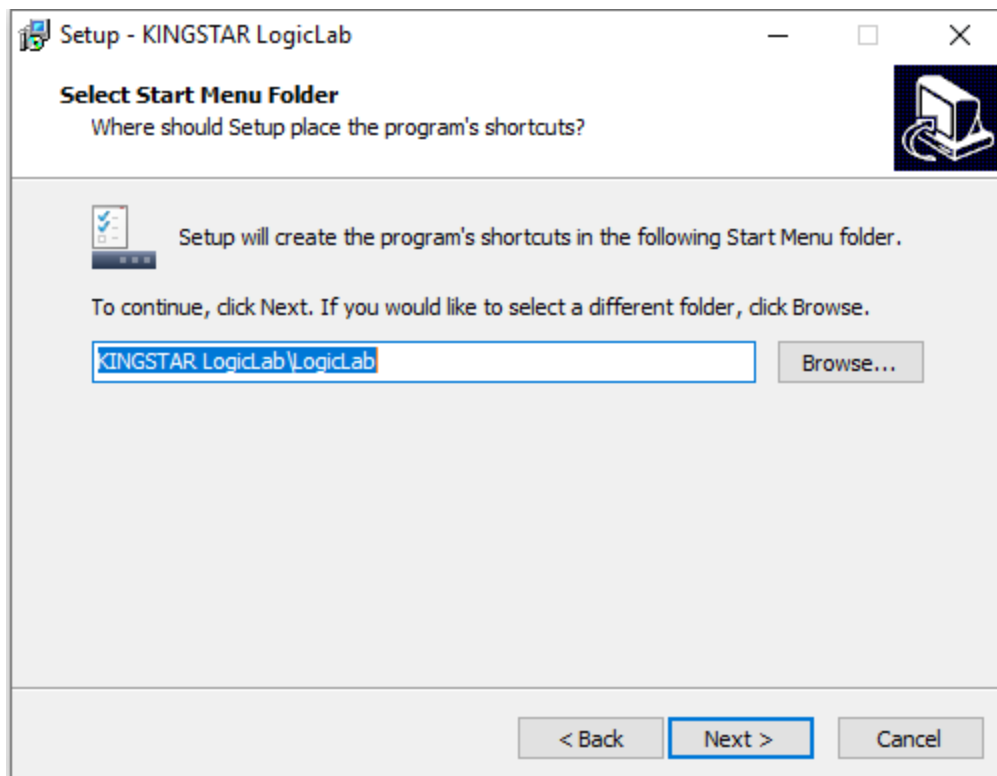 Setup - KINGSTAR LogicLab
Select Start Menu Folder
Where should Setup place the program's shortcuts?
Setup will create the program's shortcuts in the following Start Menu folder.
To continue, click Next. If you would like to select a different folder, click Browse.
KINGSTAR LogicLab\LogicLab
Browse...
< Back
Next >
Cancel